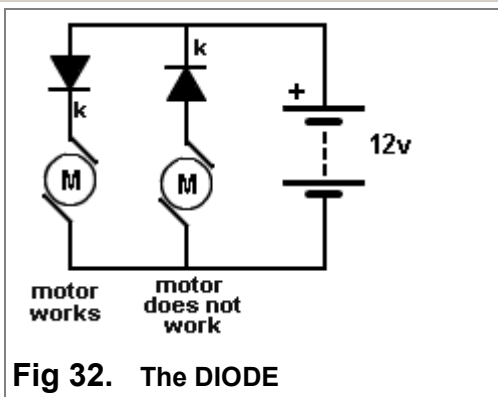 k
k
+
12v
M
M
motor
works
motor
does not
work
Fig 32. The DIODE